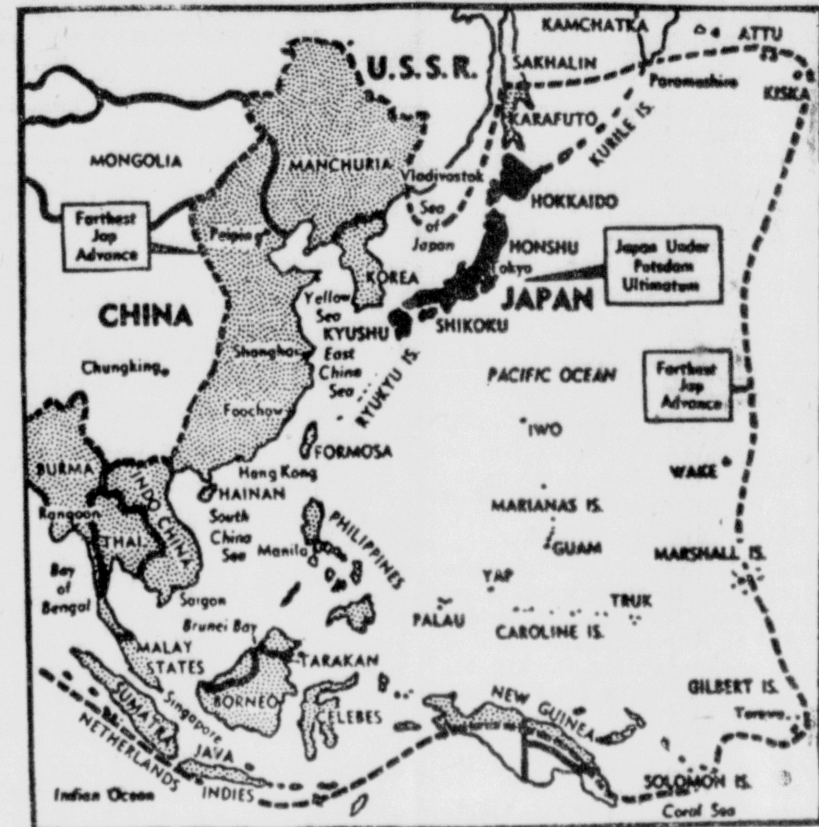 KAMCHATKA
ATTU
U.S.S.R.
SAKHALIN
Paramoshiro
KISKA
KARAFUTO
KURILE IS.
MONGOLIA
MANCHURIA
Vladivostok
HOKKAIDO
Farthest
Jap
Advance
Peiping
Sea
of
Japan
HONSHU
Tokyo
Japan Under
Potsdam
Ultimatum
KOREA
CHINA
Yellow
Sea
JAPAN
KYUSHU
SHIKOKU
Shanghai
East
China
Sea
Chungking
RYUKYU IS.
PACIFIC OCEAN
Farthest
Jap
Advance
Foochow
IWO
FORMOSA
BURMA
INDO CHINA
Hong Kong
WAKE
HAINAN
Rangoon
MARIANAS IS.
South
China
Sea
PHILIPPINES
THAI.
Manila
GUAM
MARSHALL IS.
Bay
of
Bengal
YAP
Saigon
TRUK
PALAU
CAROLINE IS.
Brunei Bay
MALAY
STATES
TARAKAN
GILBERT IS.
BORNEO
NEW GUINEA
SUMATRA
Singapore
CELEBES
Tarawa
NETHERLANDS
JAVA
INDIES
SOLOMON IS.
Indian Ocean
Coral Sea